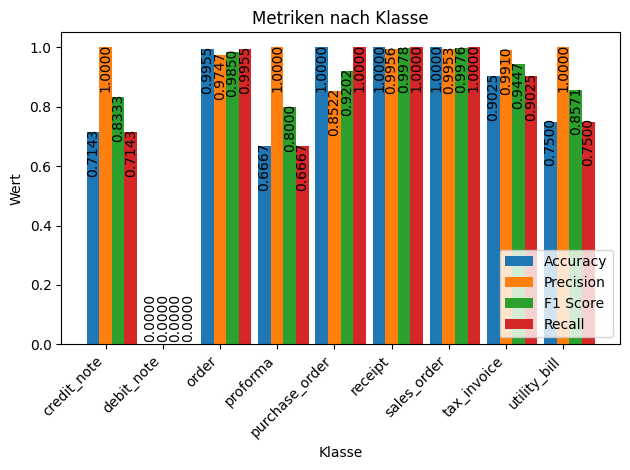 Metriken nach Klasse
Wert
1.0
0.8
0.6
0.4
0.2
0.0
0.7143
1.0000
0.8333
0.7143
0.0000
0.0000
0.0000
0.0000
0.9955
0.9747
0.9850
0.9955
0.6667
1.0000
0.8000
0.6667
1.0000
0.8522
0.9202
1.0000
1.0000
0.9956
0.9978
1.0000
1.0000
0.9953
0.9976
1.0000
0.9025
0.9910
0.9447
0.9025
0.7500
1.0000
0.8571
0.7500
Accuracy
Precision
F1 Score
Recall
credit_note
debit_note
order
proforma
purchase_order
receipt
sales_order
tax_invoice
utility_bill
Klasse